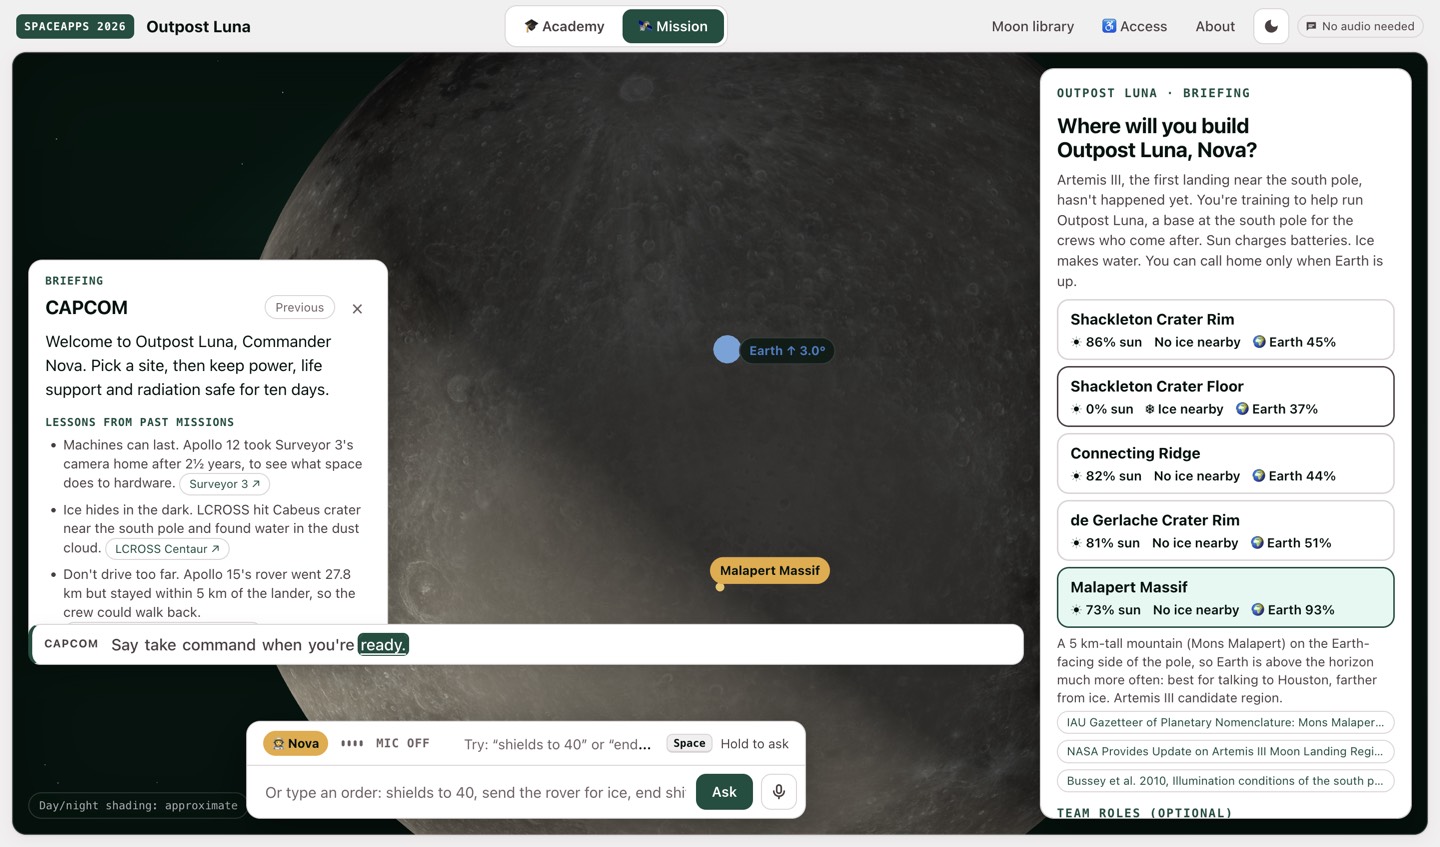 SPACEAPPS 2026 Outpost Luna
🎓 Academy
Mission
Moon library
♿ Access
About
No audio needed
BRIEFING
CAPCOM
Previous
×
Welcome to Outpost Luna, Commander
Nova. Pick a site, then keep power, life
support and radiation safe for ten days.
LESSONS FROM PAST MISSIONS
• Machines can last. Apollo 12 took Surveyor 3's
camera home after 2½ years, to see what space
does to hardware. Surveyor 3 ↗
• Ice hides in the dark. LCROSS hit Cabeus crater
near the south pole and found water in the dust
cloud. LCROSS Centaur ↗
• Don't drive too far. Apollo 15's rover went 27.8
km but stayed within 5 km of the lander, so the
crew could walk back.
Earth ↑ 3.0°
Malapert Massif
CAPCOM Say take command when you're ready.
Nova
MIC OFF
Try: “shields to 40” or “end...
Space Hold to ask
Or type an order: shields to 40, send the rover for ice, end shi
Ask
Day/night shading: approximate
OUTPOST LUNA · BRIEFING
Where will you build
Outpost Luna, Nova?
Artemis III, the first landing near the south pole,
hasn't happened yet. You're training to help run
Outpost Luna, a base at the south pole for the
crews who come after. Sun charges batteries. Ice
makes water. You can call home only when Earth is
up.
Shackleton Crater Rim
☀ 86% sun No ice nearby 🌍 Earth 45%
Shackleton Crater Floor
☀ 0% sun ❄ Ice nearby 🌍 Earth 37%
Connecting Ridge
☀ 82% sun No ice nearby 🌍 Earth 44%
de Gerlache Crater Rim
☀ 81% sun No ice nearby 🌍 Earth 51%
Malapert Massif
☀ 73% sun No ice nearby 🌍 Earth 93%
A 5 km-tall mountain (Mons Malapert) on the Earth-
facing side of the pole, so Earth is above the horizon
much more often: best for talking to Houston, farther
from ice. Artemis III candidate region.
IAU Gazetteer of Planetary Nomenclature: Mons Malaper...
NASA Provides Update on Artemis III Moon Landing Regi...
Bussey et al. 2010, Illumination conditions of the south p...
TEAM ROLES (OPTIONAL)